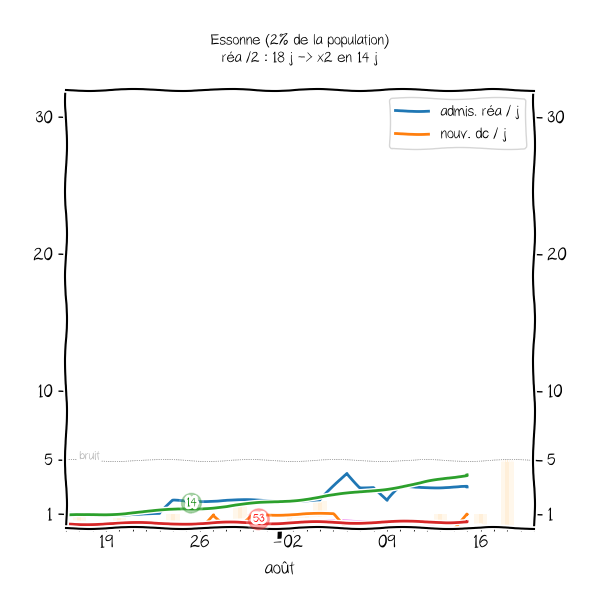 Essonne (2% de la population)
réa /2 : 18 j -> x2 en 14 j
admis. réa / j
nouv. dc / j
30
30
20
20
10
10
5
bruit
5
14
53
1
1
19
26
02
09
16
août